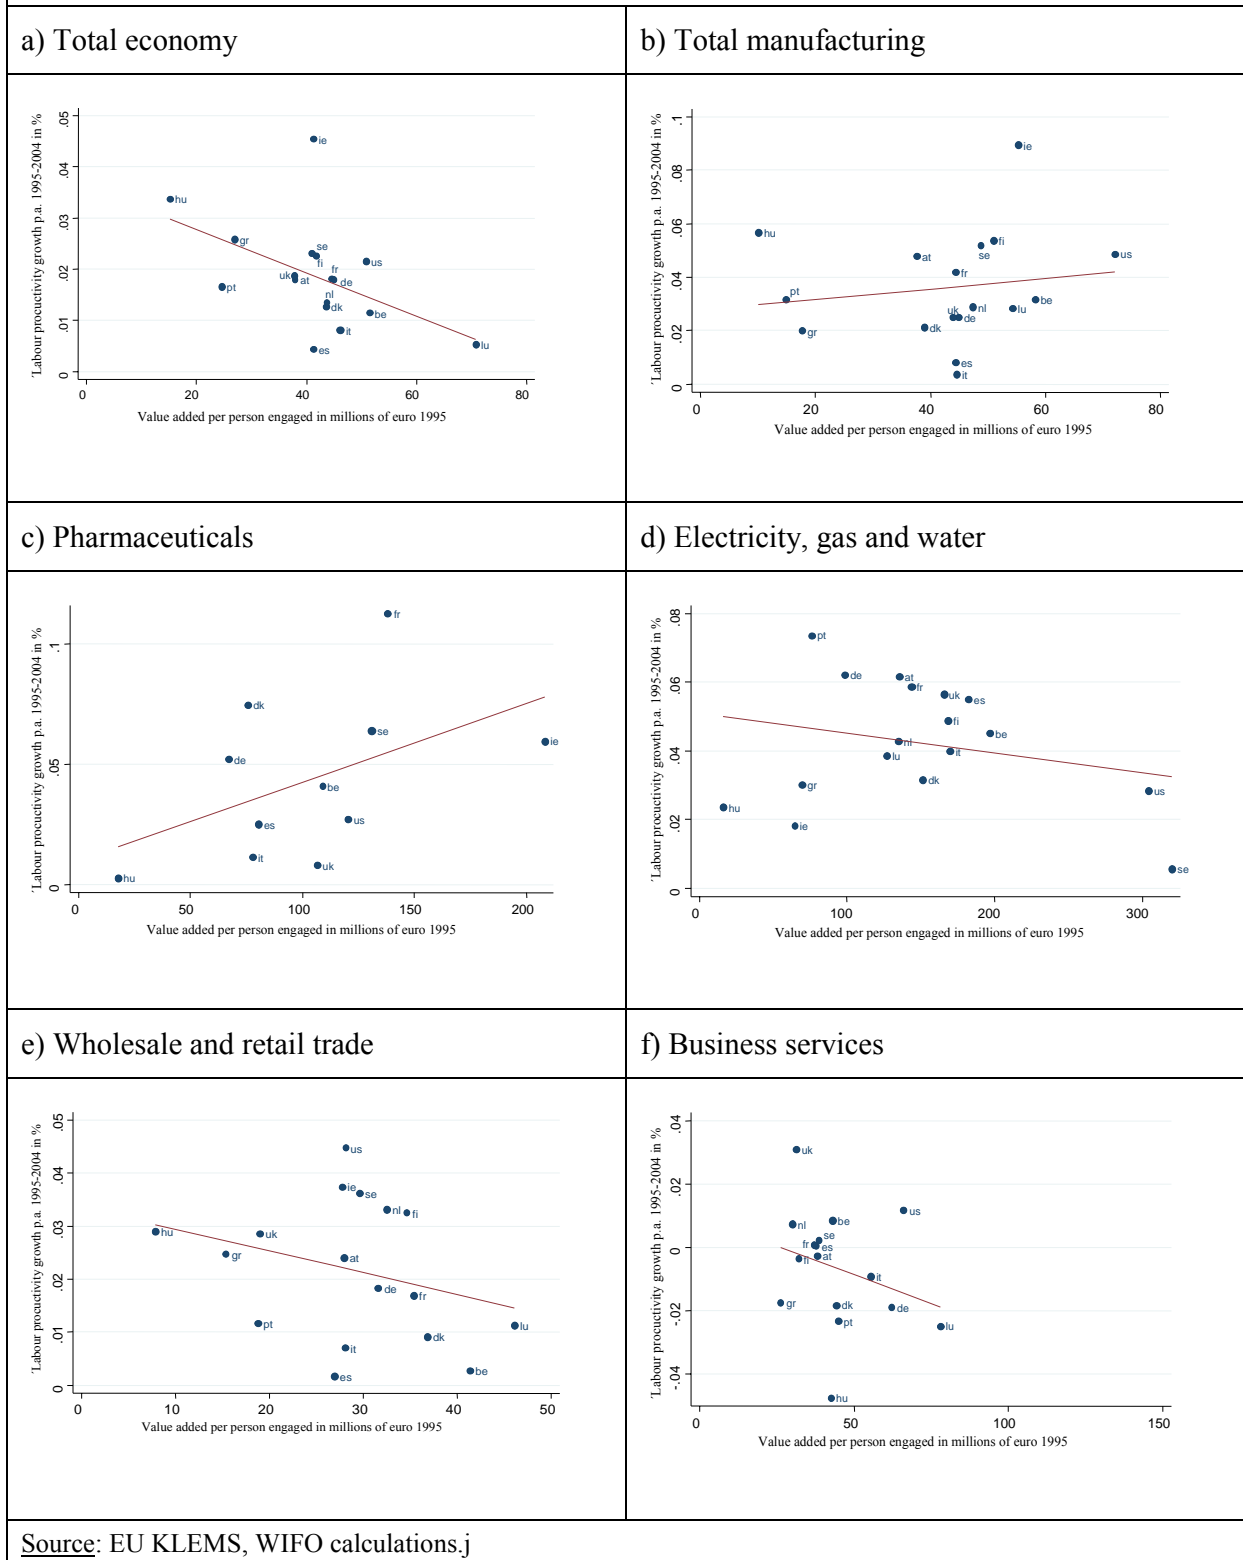 a) Total economy
b) Total manufacturing
'Labour procuctivity growth p.a. 1995-2004 in %
.05
.04
.03
.02
.01
0
ie
hu
gr
se
fi
us
uk
at
fr
de
pt
nl
dk
be
it
es
lu
0 20 40 60 80
Value added per person engaged in millions of euro 1995
'Labour procuctivity growth p.a. 1995-2004 in %
.1
.08
.06
.04
.02
0
ie
hu
fi
se
at
us
fr
pt
be
nl
lu
uk
de
gr
dk
es
it
0 20 40 60 80
Value added per person engaged in millions of euro 1995
c) Pharmaceuticals
d) Electricity, gas and water
'Labour procuctivity growth p.a. 1995-2004 in %
.1
.05
0
fr
dk
se
ie
de
be
us
es
it
uk
hu
0 50 100 150 200
Value added per person engaged in millions of euro 1995
'Labour procuctivity growth p.a. 1995-2004 in %
.08
.06
.04
.02
0
pt
de
at
fr
uk
es
fi
be
nl
it
lu
dk
gr
us
hu
ie
se
0 100 200 300
Value added per person engaged in millions of euro 1995
e) Wholesale and retail trade
f) Business services
'Labour procuctivity growth p.a. 1995-2004 in %
.05
.04
.03
.02
.01
0
us
ie
se
nl
fi
hu
uk
gr
at
de
fr
pt
lu
dk
it
be
es
0 10 20 30 40 50
Value added per person engaged in millions of euro 1995
'Labour procuctivity growth p.a. 1995-2004 in %
.04
.02
0
-.02
-.04
uk
us
nl
be
se
fr
es
at
fi
it
gr
dk
de
pt
lu
hu
0 50 100 150
Value added per person engaged in millions of euro 1995
Source: EU KLEMS, WIFO calculations.j